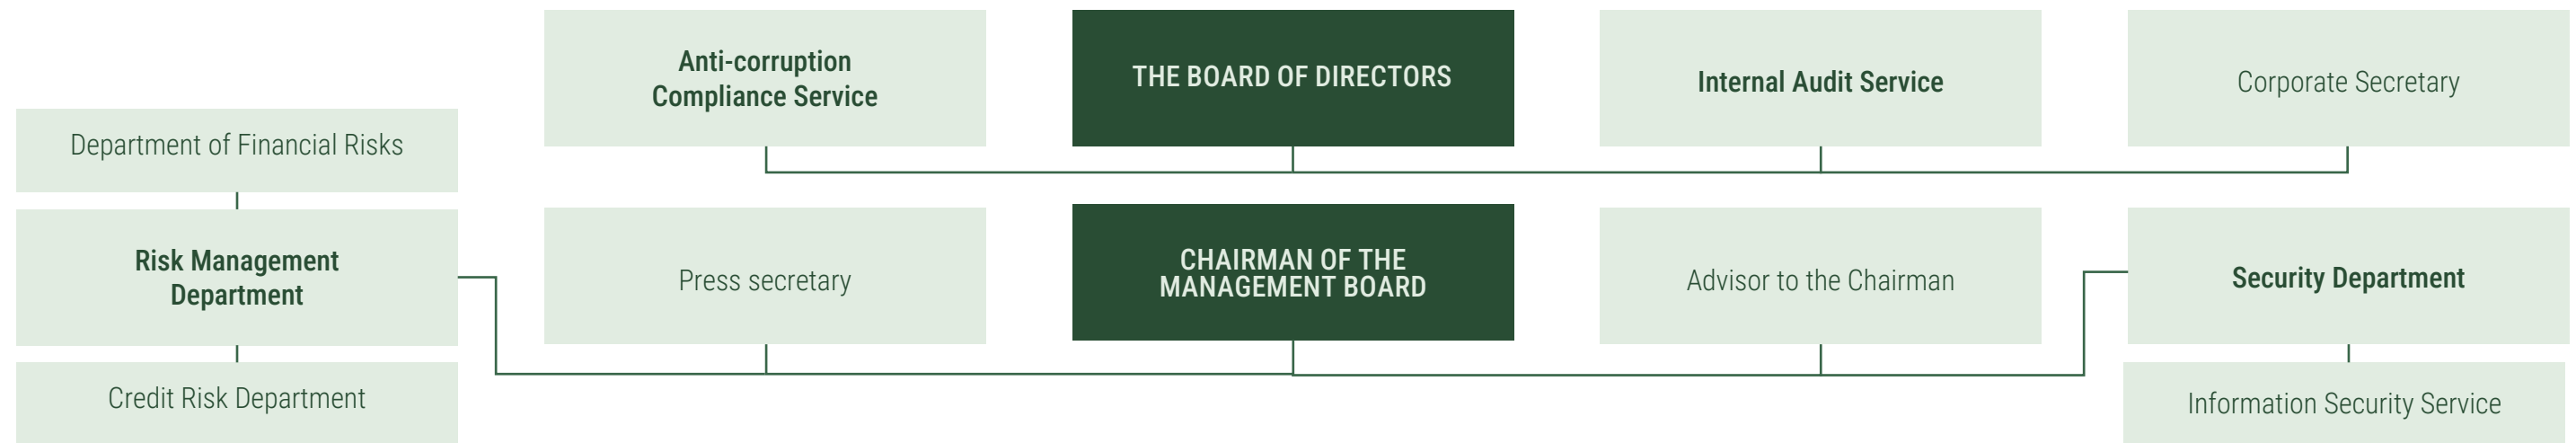 Anti-corruption
Compliance Service
THE BOARD OF DIRECTORS
Internal Audit Service
Corporate Secretary
Department of Financial Risks
Risk Management
Department
Press secretary
CHAIRMAN OF THE
MANAGEMENT BOARD
Advisor to the Chairman
Security Department
Credit Risk Department
Information Security Service